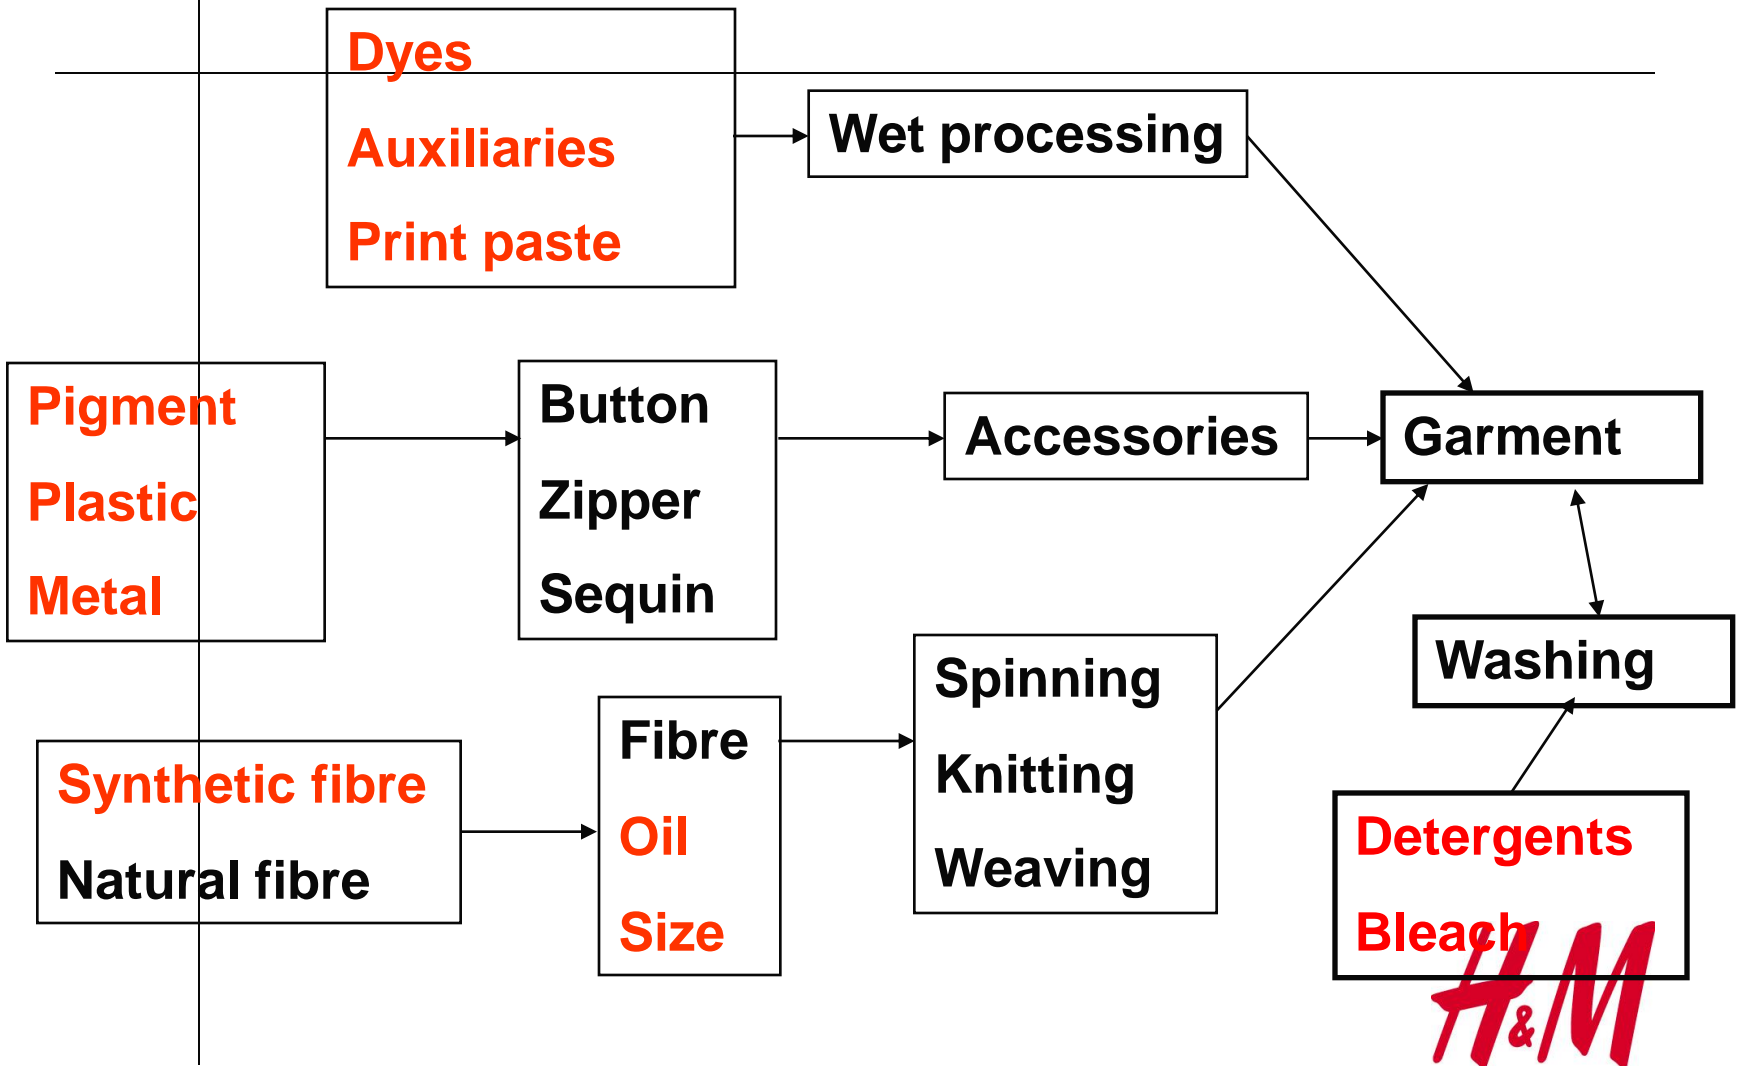 Dyes
Auxiliaries
Print paste
Wet processing
Pigment
Plastic
Metal
Button
Zipper
Sequin
Accessories
Garment
Synthetic fibre
Natural fibre
Fibre
Oil
Size
Spinning
Knitting
Weaving
Washing
Detergents
Bleach
H&M